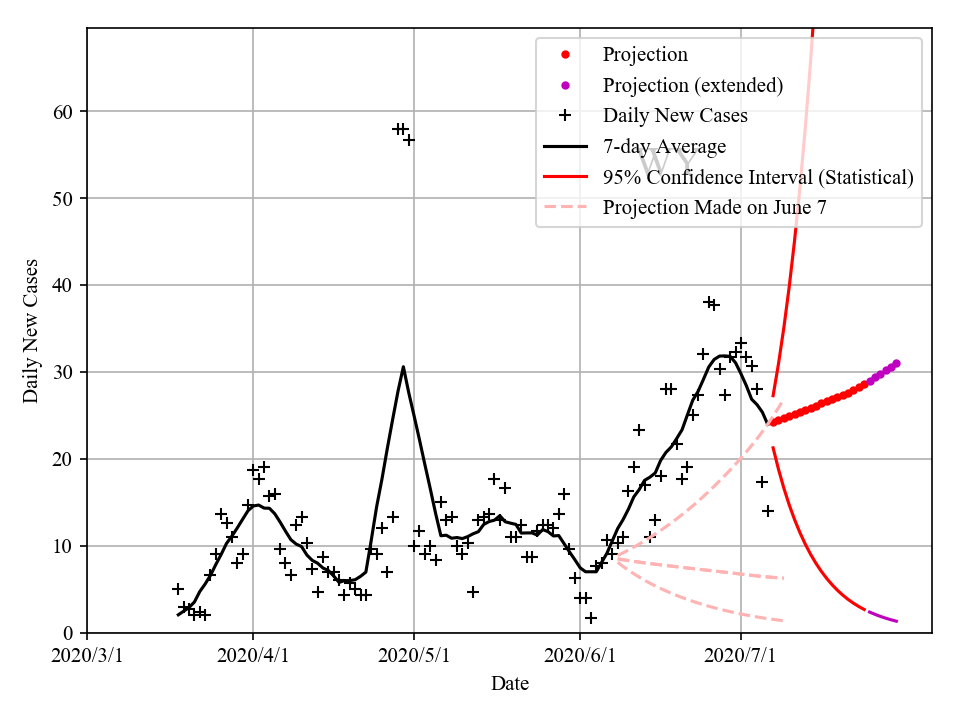 60
50
40
30
20
10
0
Daily New Cases
2020/3/1 2020/4/1 2020/5/1 2020/6/1 2020/7/1
Date
WY
Projection
Projection (extended)
Daily New Cases
7-day Average
95% Confidence Interval (Statistical)
Projection Made on June 7